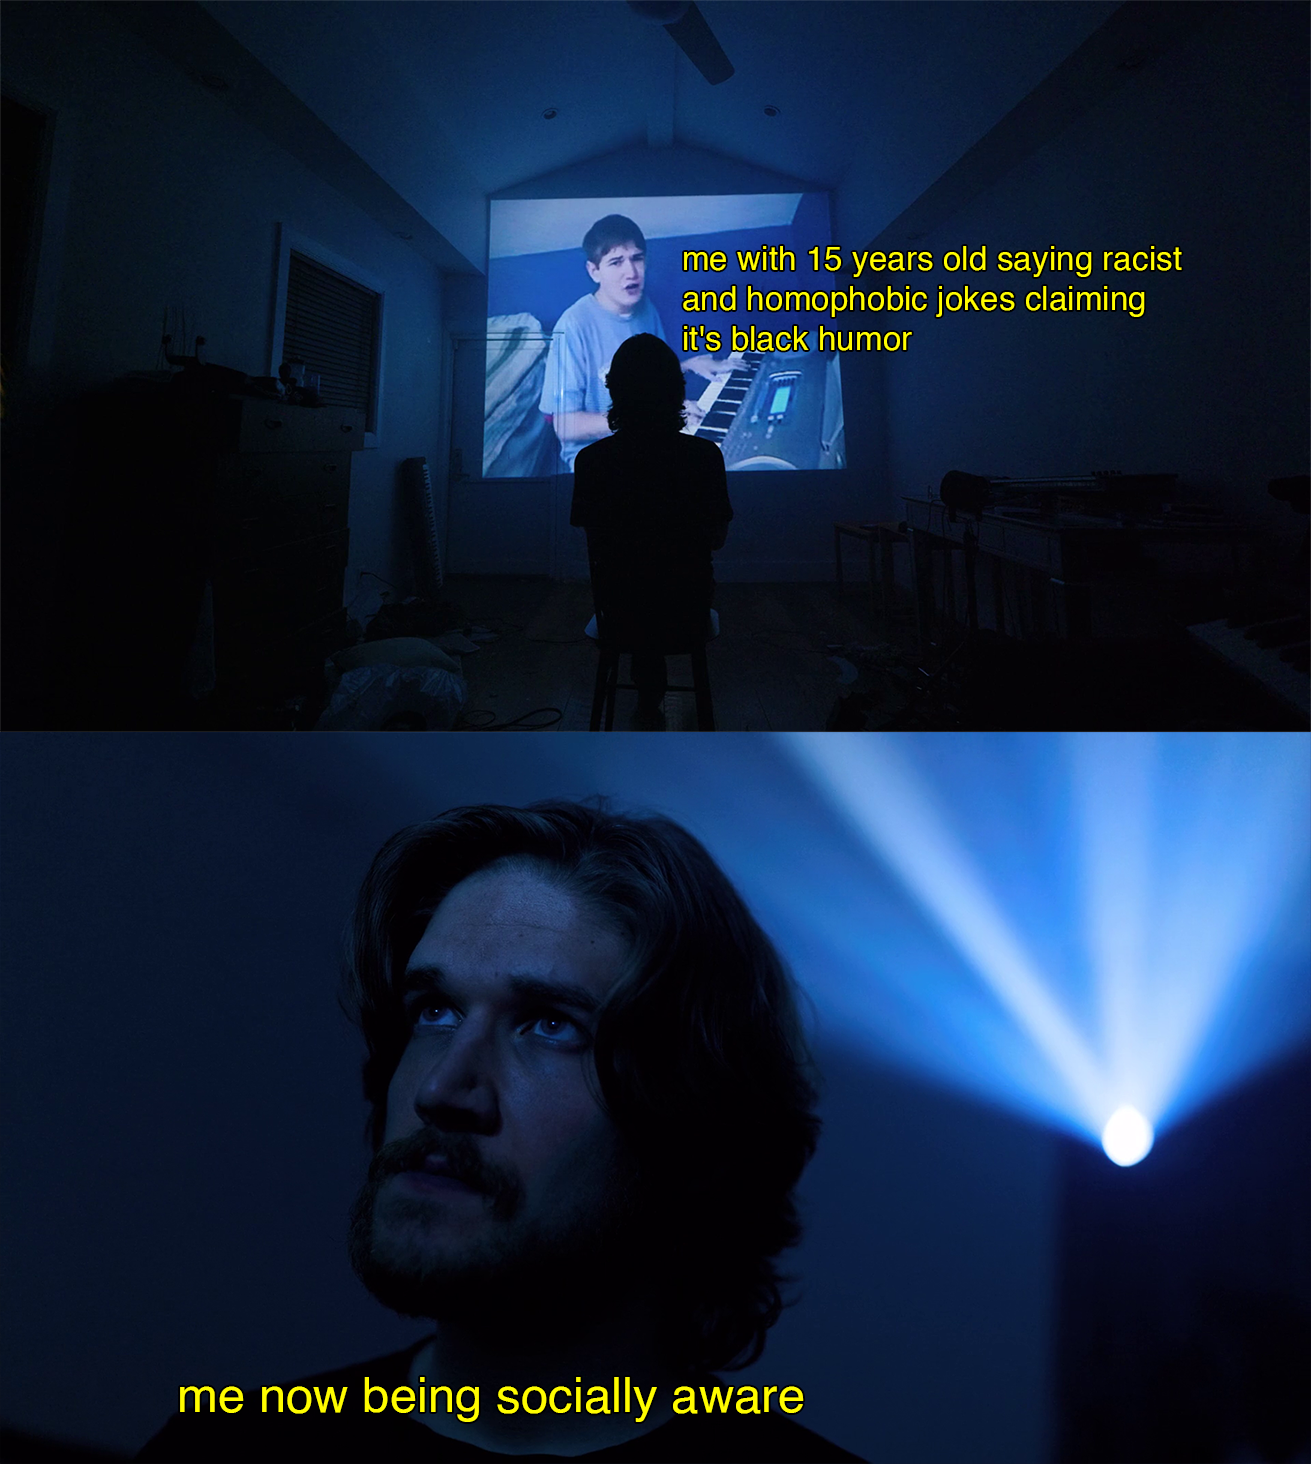 me with 15 years old saying racist
and homophobic jokes claiming
it's black humor
me now being socially aware